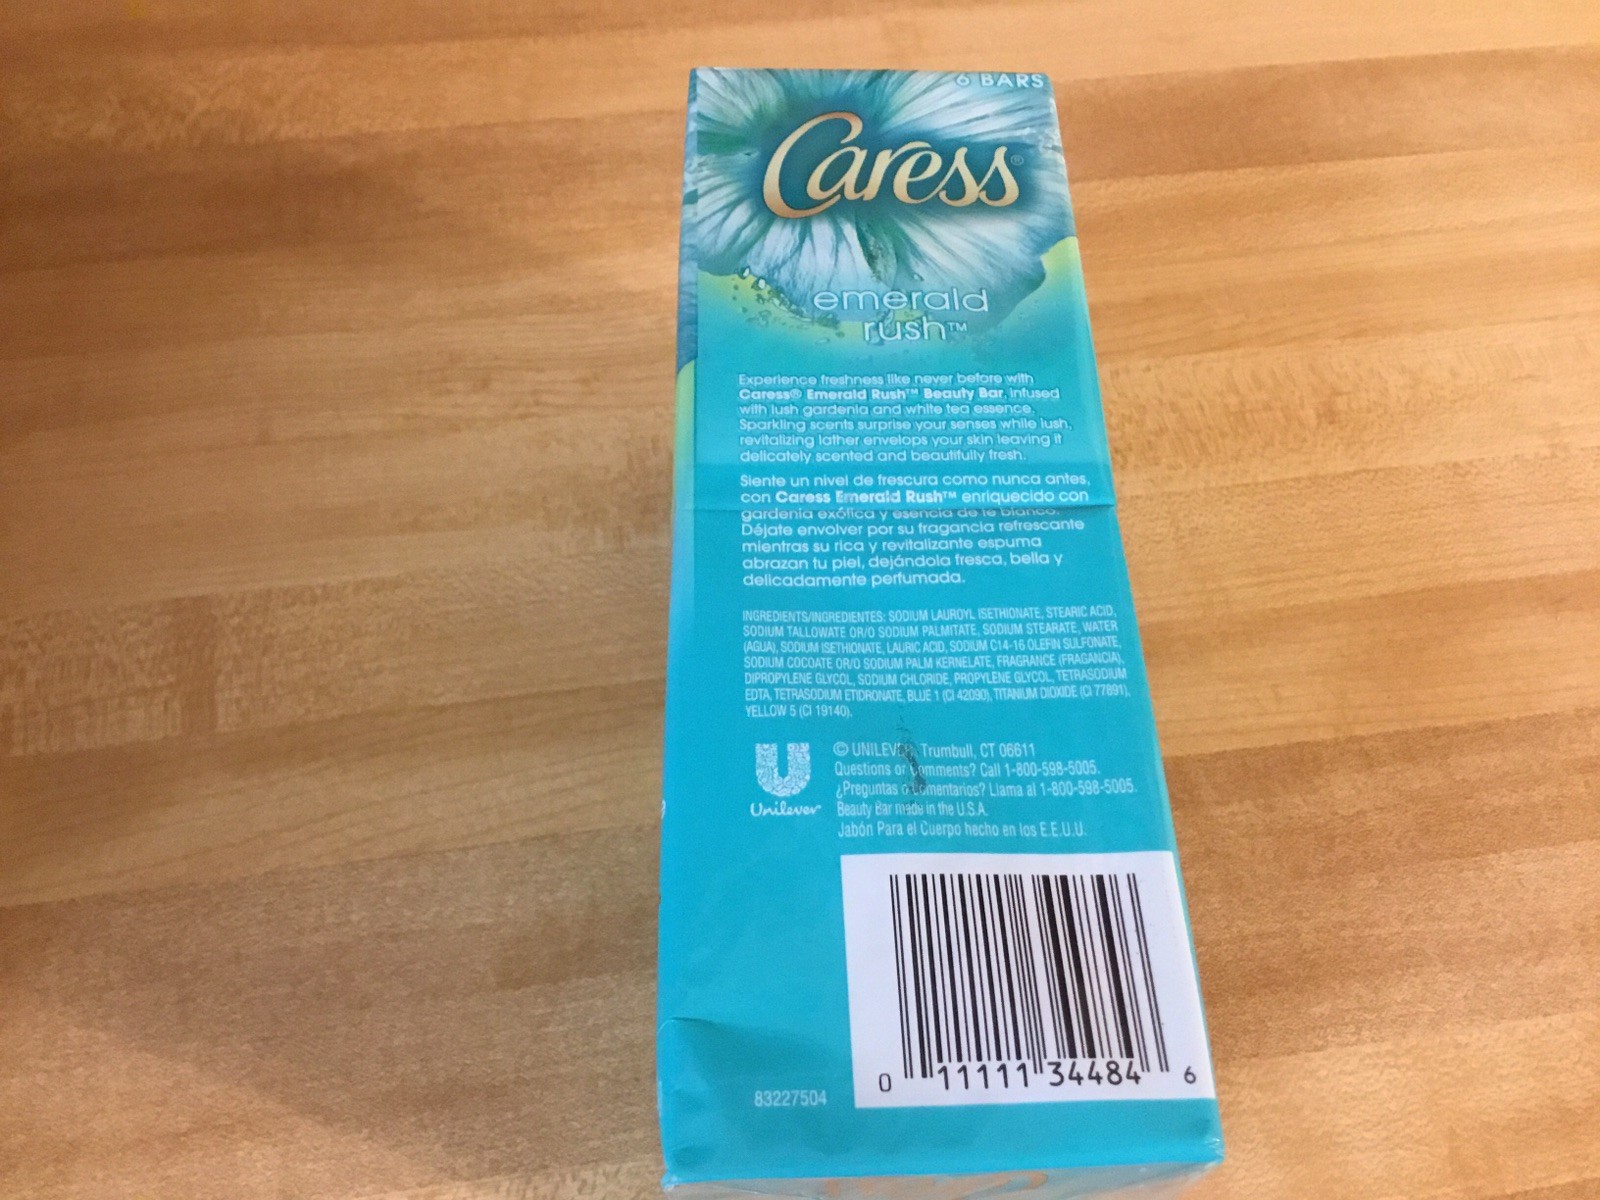 6 BARS
Caress®
emerald
rush™
Experience freshness like never before with
Caress® Emerald Rush™ Beauty Bar, infused
with lush gardenia and white tea essence.
Sparkling scents surprise your senses while lush,
revitalizing lather envelops your skin leaving it
delicately scented and beautifully fresh.
Siente un nivel de frescura como nunca antes,
con Caress Emerald Rush™ enriquecido con
gardenia exótica y esencia de te blanco.
Déjate envolver por su fragancia refrescante
mientras su rica y revitalizante espuma
abrazan tu piel, dejándola fresca, bella y
delicadamente perfumada.
INGREDIENTS/INGREDIENTES: SODIUM LAUROYL ISETHIONATE, STEARIC ACID,
SODIUM TALLOWATE OR/O SODIUM PALMITATE, SODIUM STEARATE, WATER
(AGUA), SODIUM ISETHIONATE, LAURIC ACID, SODIUM C14-16 OLEFIN SULFONATE,
SODIUM COCOATE OR/O SODIUM PALM KERNELATE, FRAGRANCE (FRAGANCIA),
DIPROPYLENE GLYCOL, SODIUM CHLORIDE, PROPYLENE GLYCOL, TETRASODIUM
EDTA, TETRASODIUM ETIDRONATE, BLUE 1 (CI 42090), TITANIUM DIOXIDE (CI 77891),
YELLOW 5 (CI 19140).
© UNILEVER, Trumbull, CT 06611
Questions or Comments? Call 1-800-598-5005.
¿Preguntas o Comentarios? Llama al 1-800-598-5005.
Unilever
Beauty Bar made in the U.S.A.
Jabón Para el Cuerpo hecho en los E.E.U.U.
0 11111 34484 6
83227504